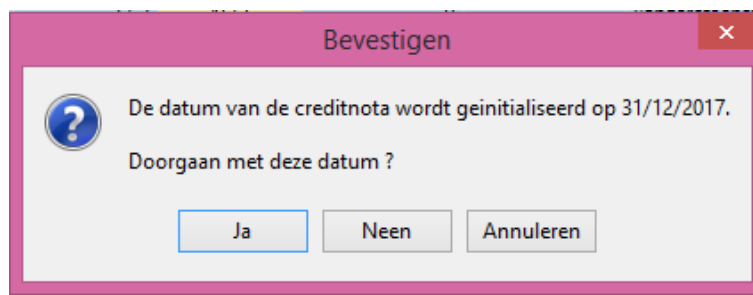 Bevestigen
De datum van de creditnota wordt geinitialiseerd op 31/12/2017.
Doorgaan met deze datum ?
Ja
Neen
Annuleren